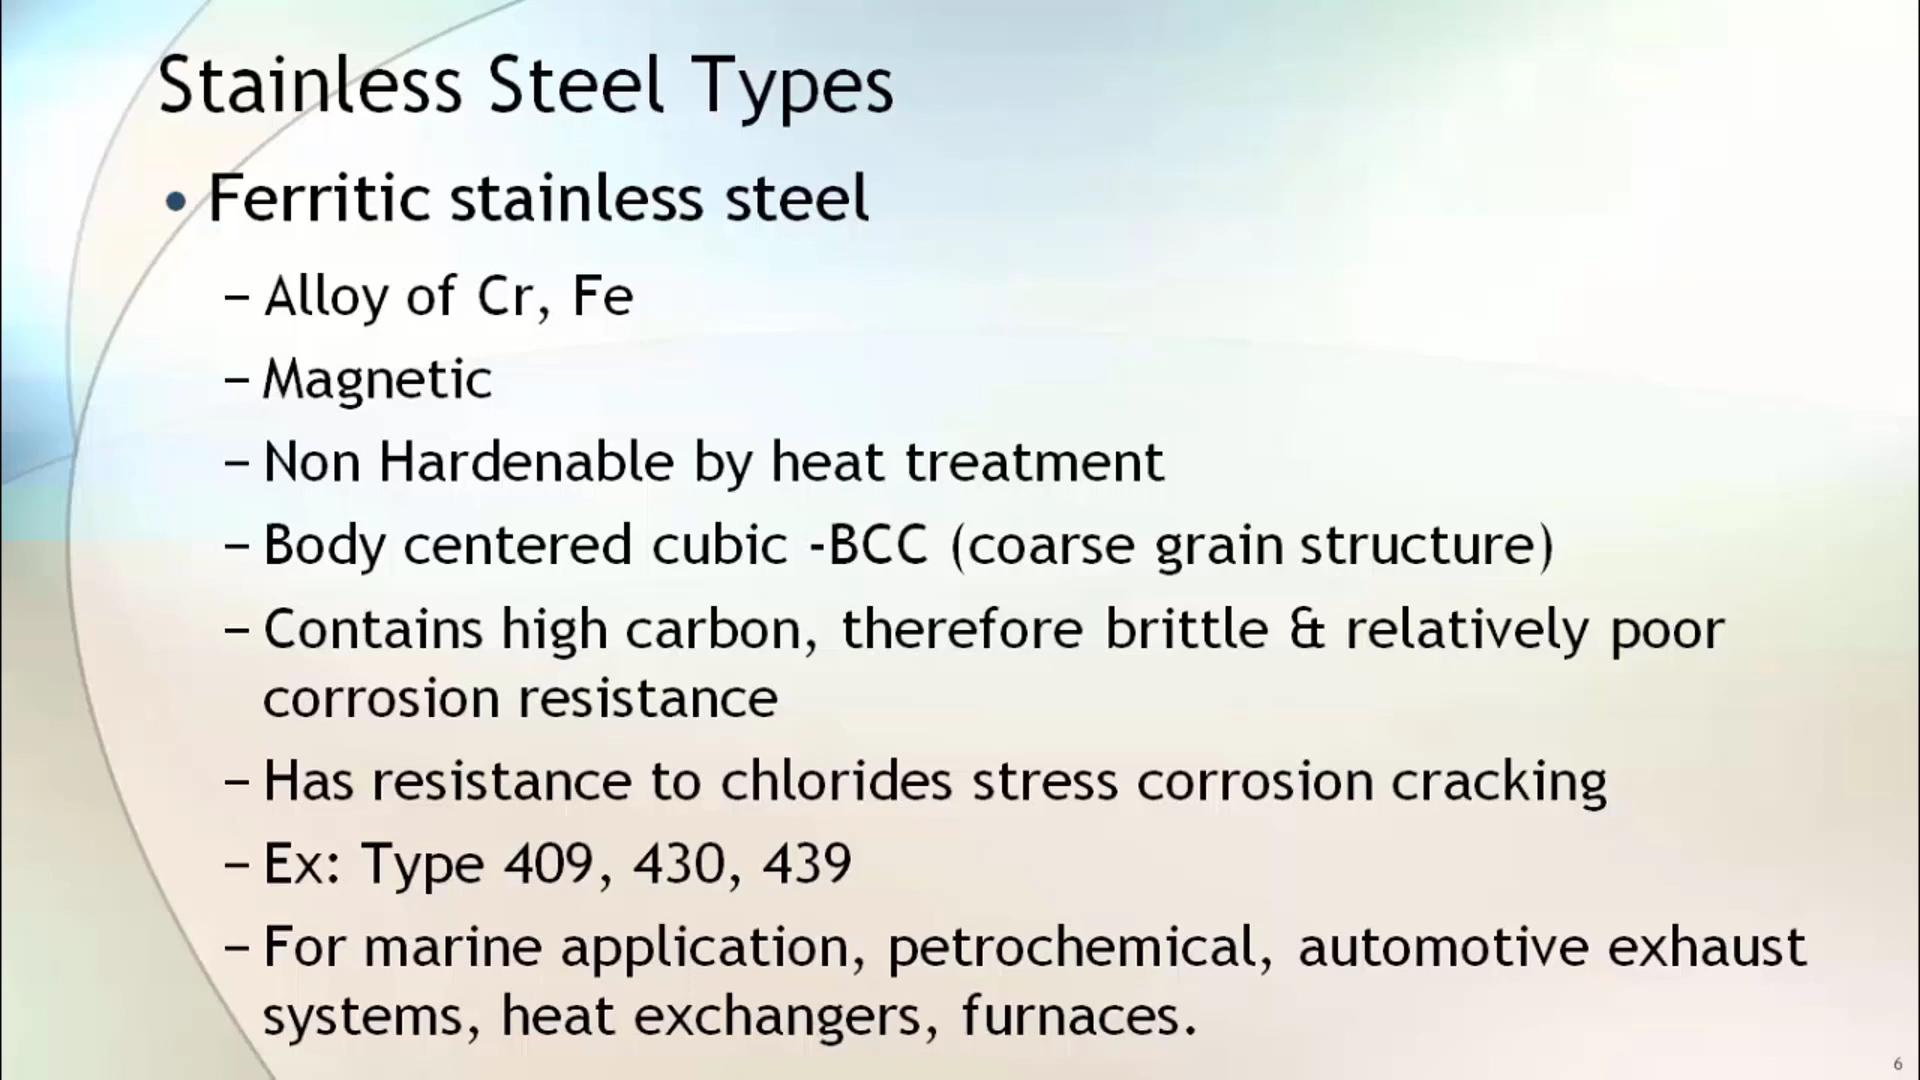 Stainless Steel Types
• Ferritic stainless steel
– Alloy of Cr, Fe
– Magnetic
– Non Hardenable by heat treatment
– Body centered cubic -BCC (coarse grain structure)
– Contains high carbon, therefore brittle & relatively poor
corrosion resistance
– Has resistance to chlorides stress corrosion cracking
– Ex: Type 409, 430, 439
– For marine application, petrochemical, automotive exhaust
systems, heat exchangers, furnaces.
6